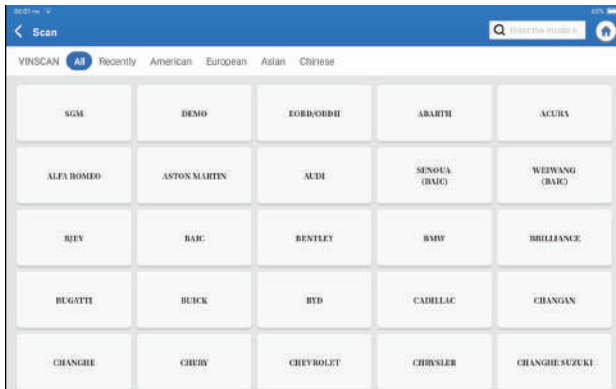 Scan
VINSCAN All Recently American European Asian Chinese
SGM DEMO EOBD/OBDII ABARTH ACURA
ALFA ROMEO ASTON MARTIN AUDI SENOUA WEIWANG
(BAIC) (BAIC)
BJEV BAIC BENTLEY BMW BRILLIANCE
BUGATTI BUICK BYD CADILLAC CHANGAN
CHANGHE CHERY CHEVROLET CHRYSLER CHANGHE SUZUKI